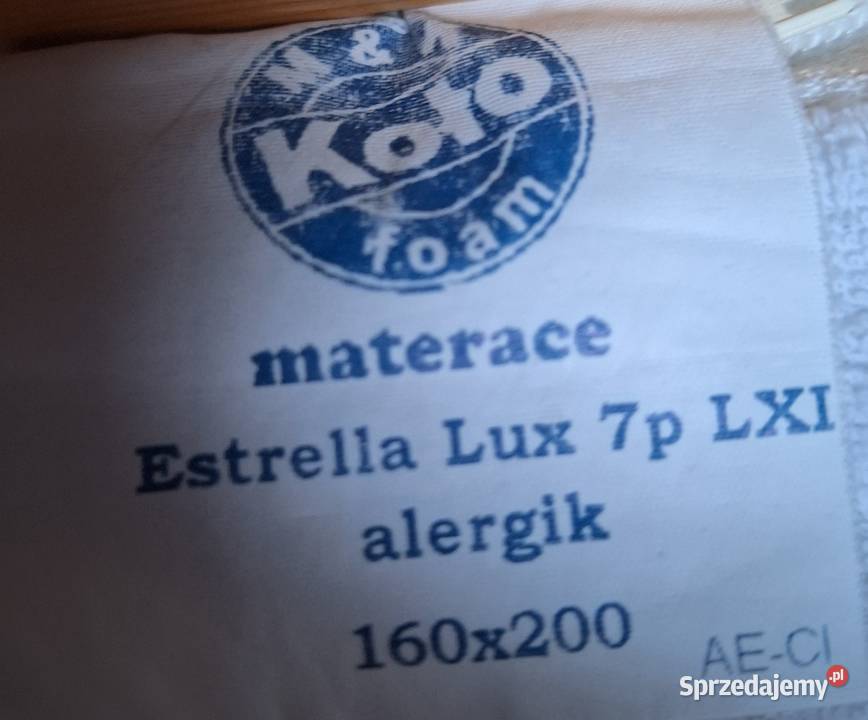 M & K
Koło
foam
materace
Estrella Lux 7p LXI
alergik
160x200
AE-CI
Sprzedajemy.pl